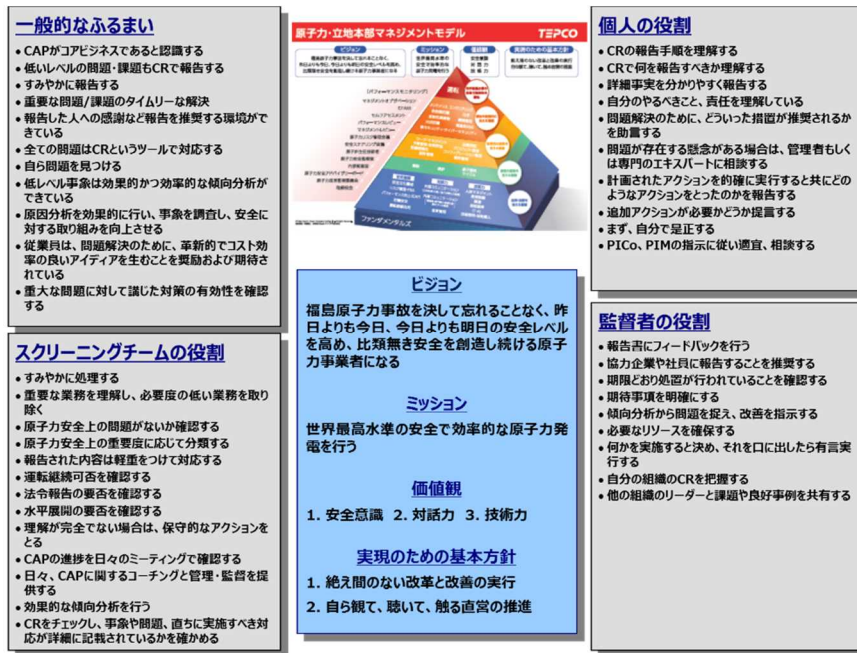 一般的なふるまい
• CAPがコアビジネスであると認識する
• 低いレベルの問題・課題もCRで報告する
• すみやかに報告する
• 重要な問題/課題のタイムリーな解決
• 報告した人への感謝など報告を推奨する環境が
できている
• 全ての問題はCRというツールで対応する
• 自ら問題を見つける
• 低レベル事象は効果的かつ効率的な傾向分析が
できている
• 原因分析を効果的に行い、事象を調査し、安全に
対する取り組みを向上させる
• 従業員は、問題解決のために、革新的でコスト効
率の良いアイディアを生むことを奨励および期待さ
れている
• 重大な問題に対して講じた対策の有効性を確認
する
スクリーニングチームの役割
• すみやかに処理する
• 重要な業務を理解し、必要度の低い業務を取り
除く
• 原子力安全上の問題がないか確認する
• 原子力安全上の重要度に応じて分類する
• 報告された内容は軽重をつけて対応する
• 運転継続可否を確認する
• 法令報告の要否を確認する
• 水平展開の要否を確認する
• 理解が完全でない場合は、保守的なアクションを
とる
• CAPの進捗を日々のミーティングで確認する
• 日々、CAPに関するコーチングと管理・監督を提
供する
• 効果的な傾向分析を行う
• CRをチェックし、事象や問題、直ちに実施すべき対
応が詳細に記載されているかを確かめる
原子力・立地本部マネジメントモデル
TEPCO
ビジョン
ミッション
価値観
実現のための基本方針
運転
ファンダメンタルズ
ビジョン
福島原子力事故を決して忘れることなく、昨
日よりも今日、今日よりも明日の安全レベル
を高め、比類無き安全を創造し続ける原子
力事業者になる
ミッション
世界最高水準の安全で効率的な原子力発
電を行う
価値観
1. 安全意識 2. 対話力 3. 技術力
実現のための基本方針
1. 絶え間のない改革と改善の実行
2. 自ら観て、聴いて、触る直営の推進
個人の役割
• CRの報告手順を理解する
• CRで何を報告すべきか理解する
• 詳細事実を分かりやすく報告する
• 自分のやるべきこと、責任を理解している
• 問題解決のために、どういった措置が推奨されるかを
助言する
• 問題が存在する懸念がある場合は、管理者もしく
は専門のエキスパートに相談する
• 計画されたアクションを的確に実行すると共にどの
ようなアクションをとったのかを報告する
• 追加アクションが必要かどうか提言する
• まず、自分で是正する
• PICo、PIMの指示に従い適宜、相談する
監督者の役割
• 報告書にフィードバックを行う
• 協力企業や社員に報告することを推奨する
• 期限どおり処置が行われていることを確認する
• 期待事項を明確にする
• 傾向分析から問題を捉え、改善を指示する
• 必要なリソースを確保する
• 何かを実施すると決め、それを口に出したら有言実
行する
• 自分の組織のCRを把握する
• 他の組織のリーダーと課題や良好事例を共有する